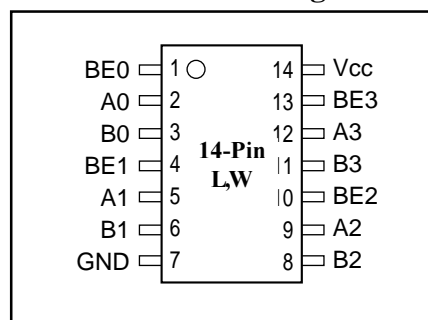 BE0 1 14 Vcc
A0 2 13 BE3
B0 3 12 A3
14-Pin
BE1 4 11 B3
L,W
A1 5 10 BE2
B1 6 9 A2
GND 7 8 B2